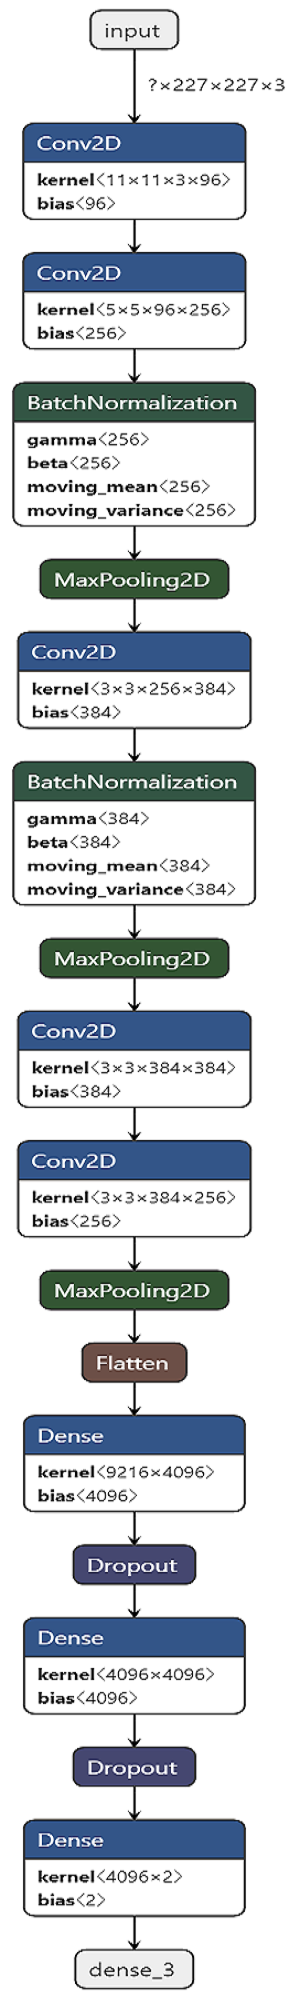 input
?×227×227×3
Conv2D
kernel⟨11×11×3×96⟩
bias⟨96⟩
Conv2D
kernel⟨5×5×96×256⟩
bias⟨256⟩
BatchNormalization
gamma⟨256⟩
beta⟨256⟩
moving_mean⟨256⟩
moving_variance⟨256⟩
MaxPooling2D
Conv2D
kernel⟨3×3×256×384⟩
bias⟨384⟩
BatchNormalization
gamma⟨384⟩
beta⟨384⟩
moving_mean⟨384⟩
moving_variance⟨384⟩
MaxPooling2D
Conv2D
kernel⟨3×3×384×384⟩
bias⟨384⟩
Conv2D
kernel⟨3×3×384×256⟩
bias⟨256⟩
MaxPooling2D
Flatten
Dense
kernel⟨9216×4096⟩
bias⟨4096⟩
Dropout
Dense
kernel⟨4096×4096⟩
bias⟨4096⟩
Dropout
Dense
kernel⟨4096×2⟩
bias⟨2⟩
dense_3